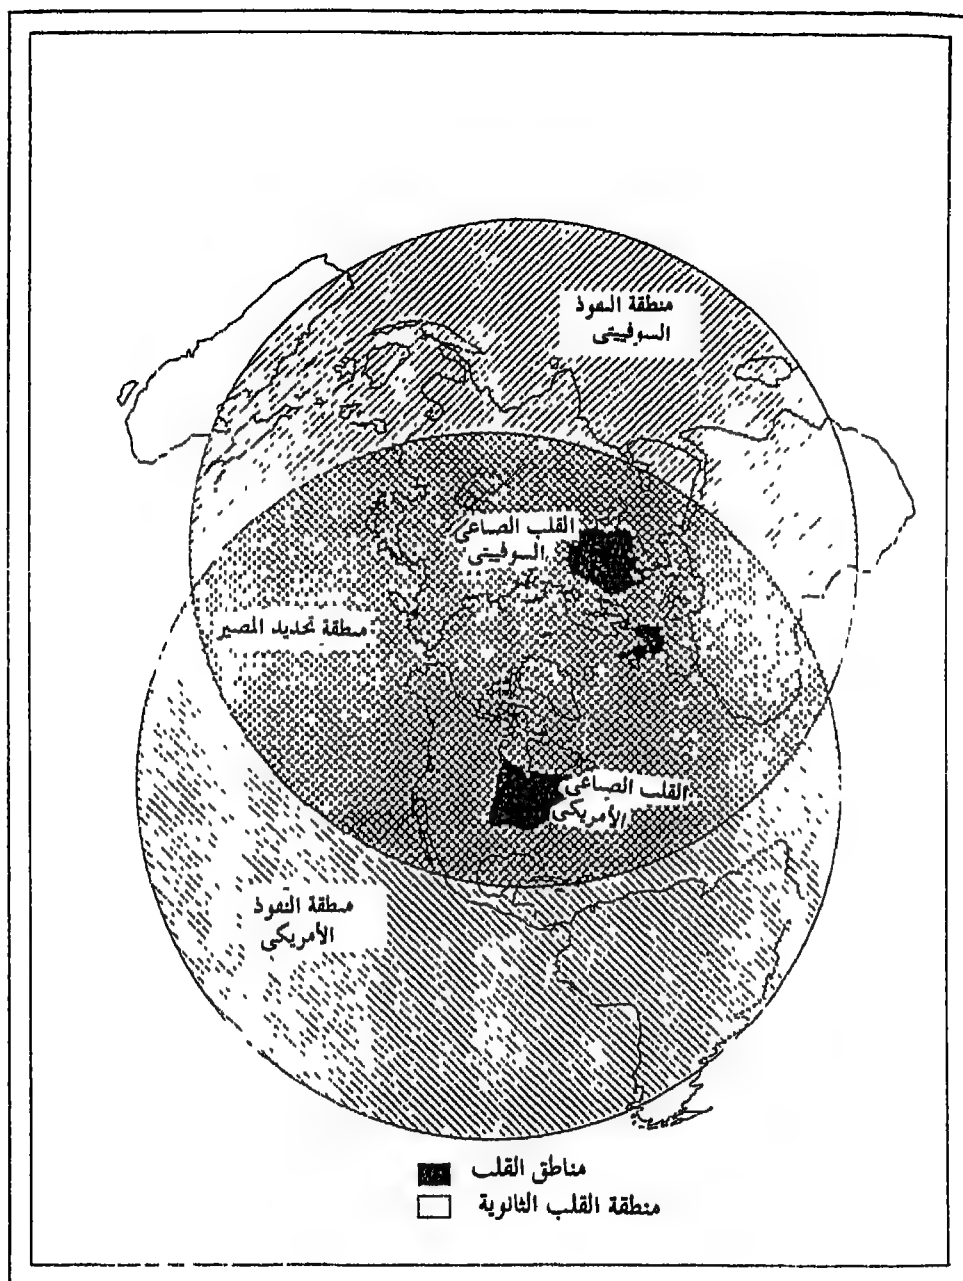 منطقة النفوذ
السوفييتى
القلب الصناعى
السوفييتى
منطقة تحديد المصير
القلب الصناعى
الأمريكى
منطقة النفوذ
الأمريكى
مناطق القلب
منطقة القلب الثانوية